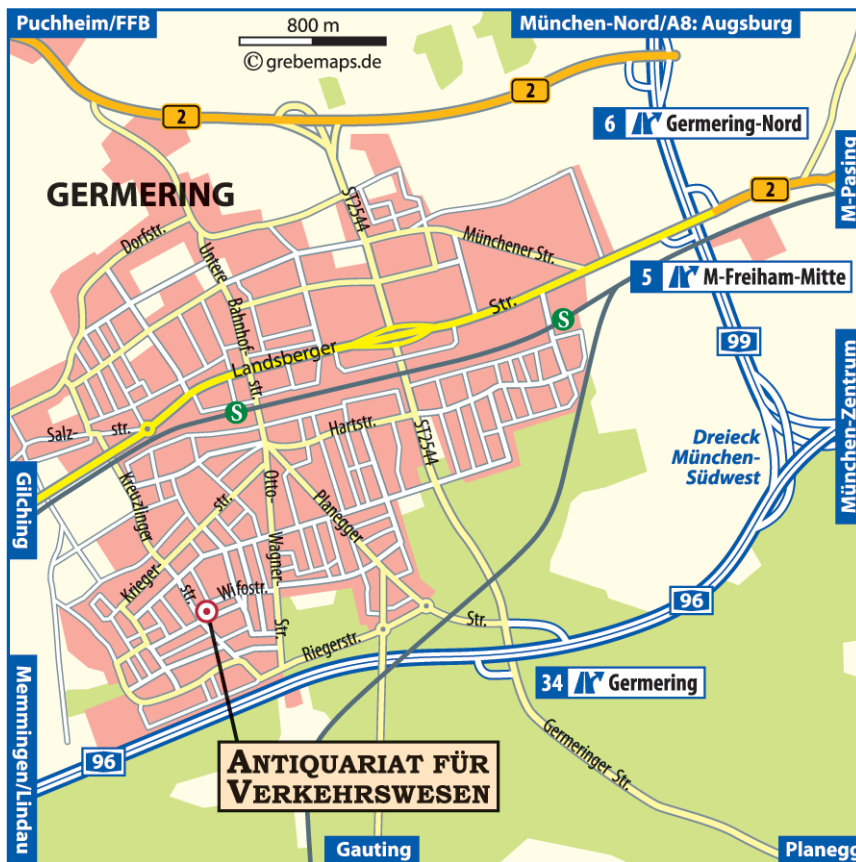 Puchheim/FFB
800 m
© grebemaps.de
München-Nord/A8: Augsburg
2
2
6 Germering-Nord
M-Pasing
2
GERMERING
ST2544
Dorfstr.
Untere
Bahnhof-
str.
Münchener Str.
5 M-Freiham-Mitte
Landsberger
Str.
S
99
München-Zentrum
S
Salz-
str.
Hartstr.
ST2544
Dreieck
München-
Südwest
Gilching
Kreuzlinger
str.
Krieger-
str.
Otto-
Wagner-
Str.
Planegger
Str.
Wifostr.
96
Riegerstr.
34 Germering
Memmingen/Lindau
96
ANTIQUARIAT FÜR
VERKEHRSWESEN
Germeringer Str.
Gauting
Planegg